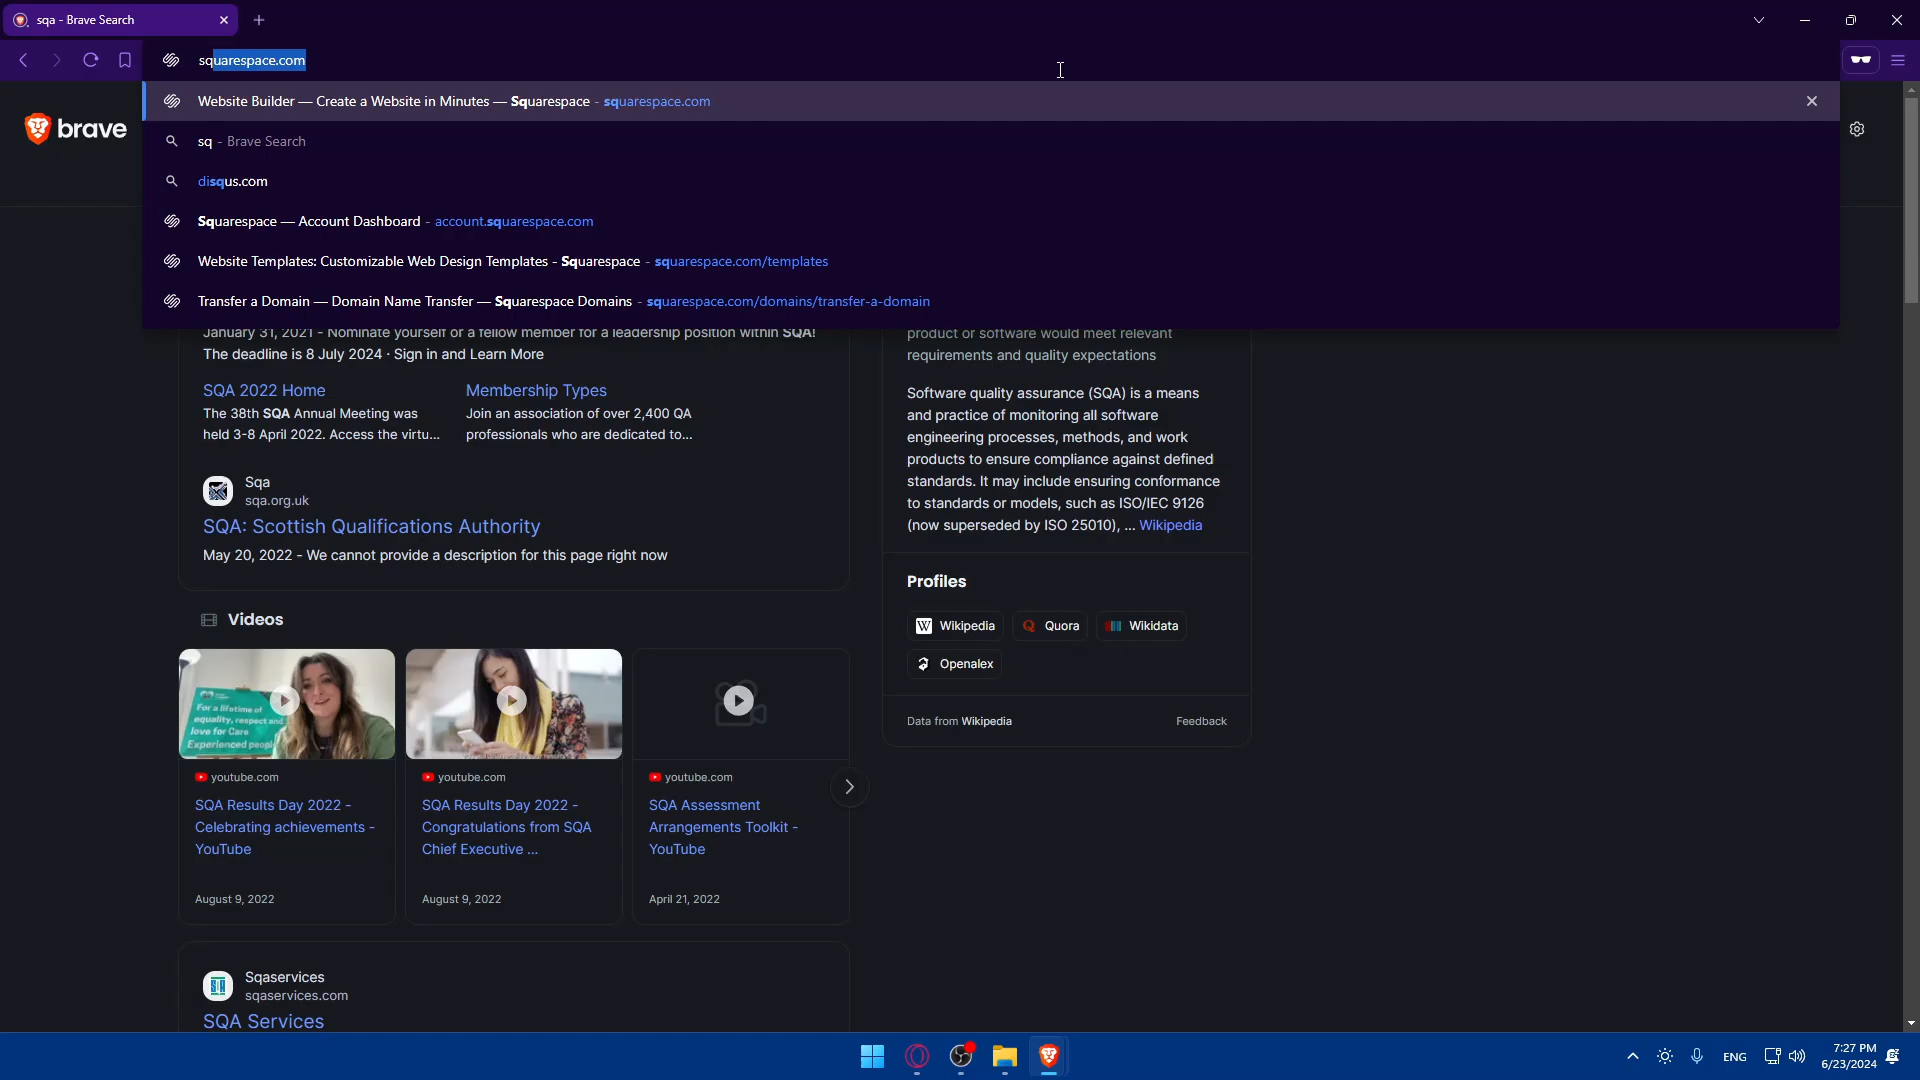 sqa - Brave Search
squarespace.com
Website Builder — Create a Website in Minutes — Squarespace - squarespace.com
brave
sq - Brave Search
disqus.com
Squarespace — Account Dashboard - account.squarespace.com
Website Templates: Customizable Web Design Templates - Squarespace - squarespace.com/templates
Transfer a Domain — Domain Name Transfer — Squarespace Domains - squarespace.com/domains/transfer-a-domain
January 31, 2021 - Nominate yourself or a fellow member for a leadership position within SQA!
The deadline is 8 July 2024 · Sign in and Learn More
SQA 2022 Home
The 38th SQA Annual Meeting was
held 3-8 April 2022. Access the virtu...
Membership Types
Join an association of over 2,400 QA
professionals who are dedicated to...
Sqa
sqa.org.uk
SQA: Scottish Qualifications Authority
May 20, 2022 - We cannot provide a description for this page right now
product or software would meet relevant
requirements and quality expectations
Software quality assurance (SQA) is a means
and practice of monitoring all software
engineering processes, methods, and work
products to ensure compliance against defined
standards. It may include ensuring conformance
to standards or models, such as ISO/IEC 9126
(now superseded by ISO 25010), ... Wikipedia
Profiles
Wikipedia
Quora
Wikidata
Openalex
Data from Wikipedia
Feedback
Videos
For a lifetime of
equality, respect and
love for Care
Experienced people
youtube.com
SQA Results Day 2022 -
Celebrating achievements -
YouTube
August 9, 2022
youtube.com
SQA Results Day 2022 -
Congratulations from SQA
Chief Executive ...
August 9, 2022
youtube.com
SQA Assessment
Arrangements Toolkit -
YouTube
April 21, 2022
Sqaservices
sqaservices.com
SQA Services
ENG
7:27 PM
6/23/2024